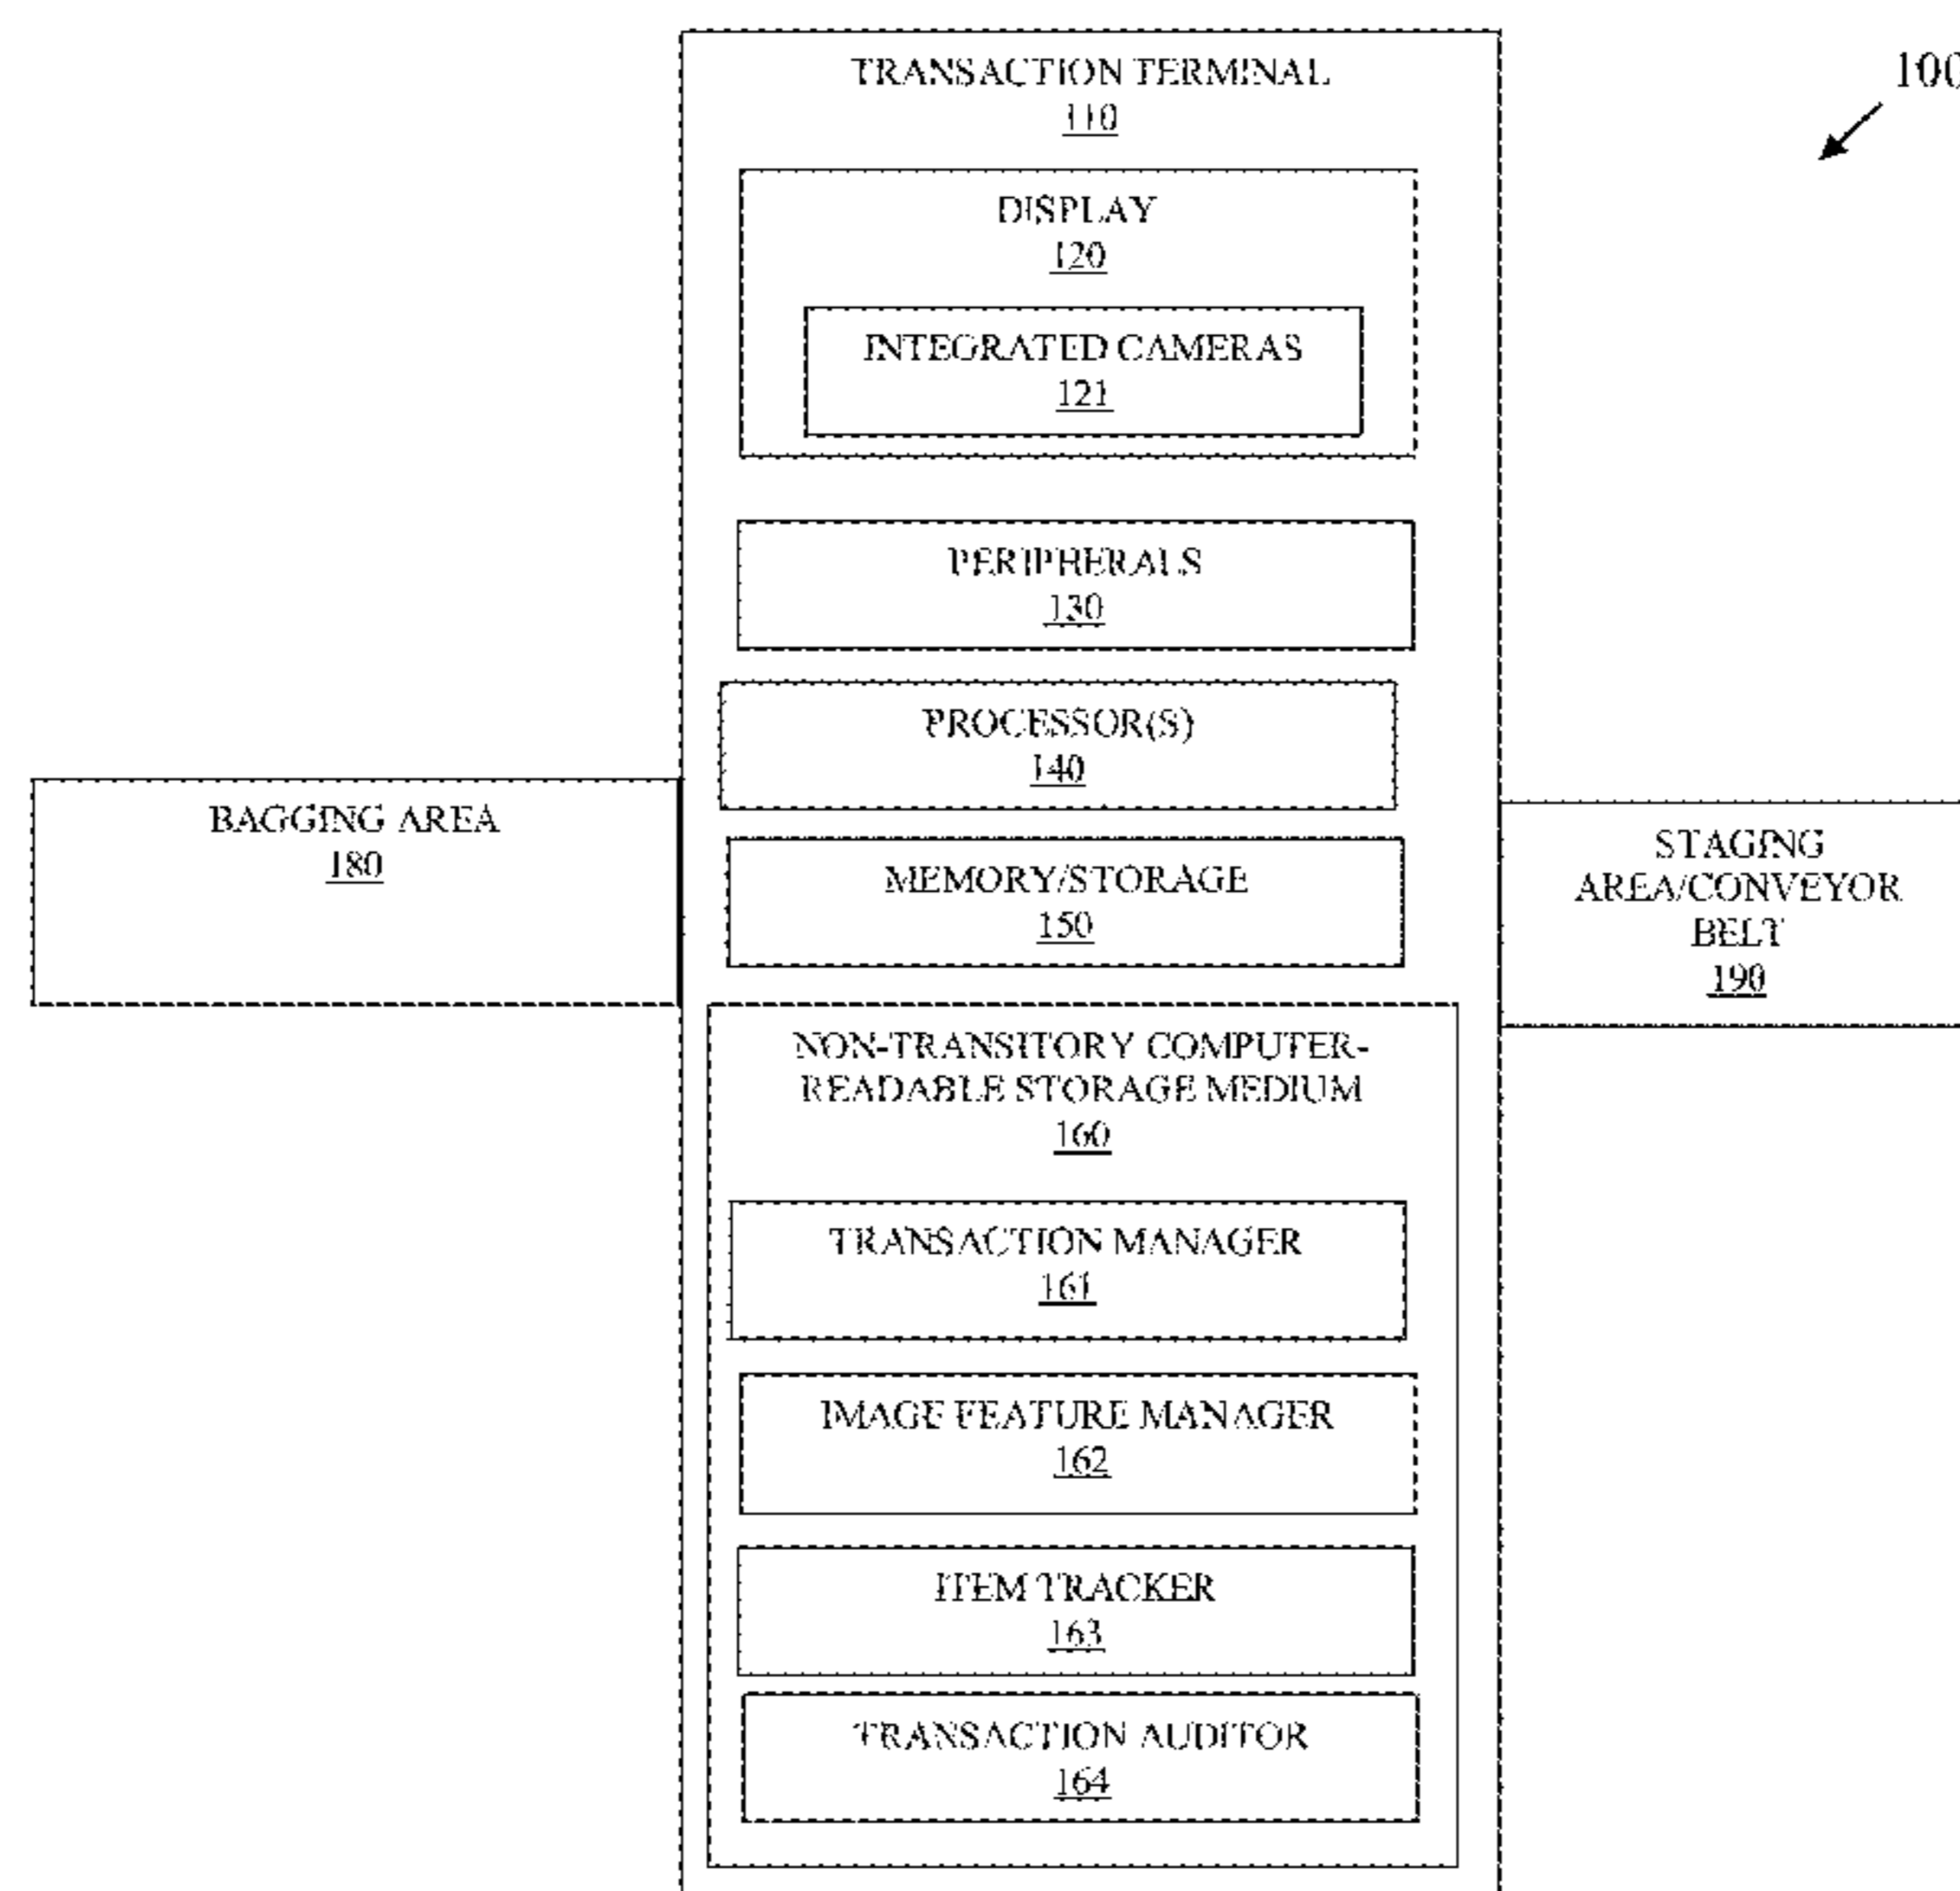 100
TRANSACTION TERMINAL
110
DISPLAY
120
INTEGRATED CAMERAS
121
PERIPHERALS
130
PROCESSOR(S)
140
BAGGING AREA
180
MEMORY/STORAGE
150
STAGING
AREA/CONVEYOR
BELT
190
NON-TRANSITORY COMPUTER-
READABLE STORAGE MEDIUM
160
TRANSACTION MANAGER
161
IMAGE FEATURE MANAGER
162
ITEM TRACKER
163
TRANSACTION AUDITOR
164